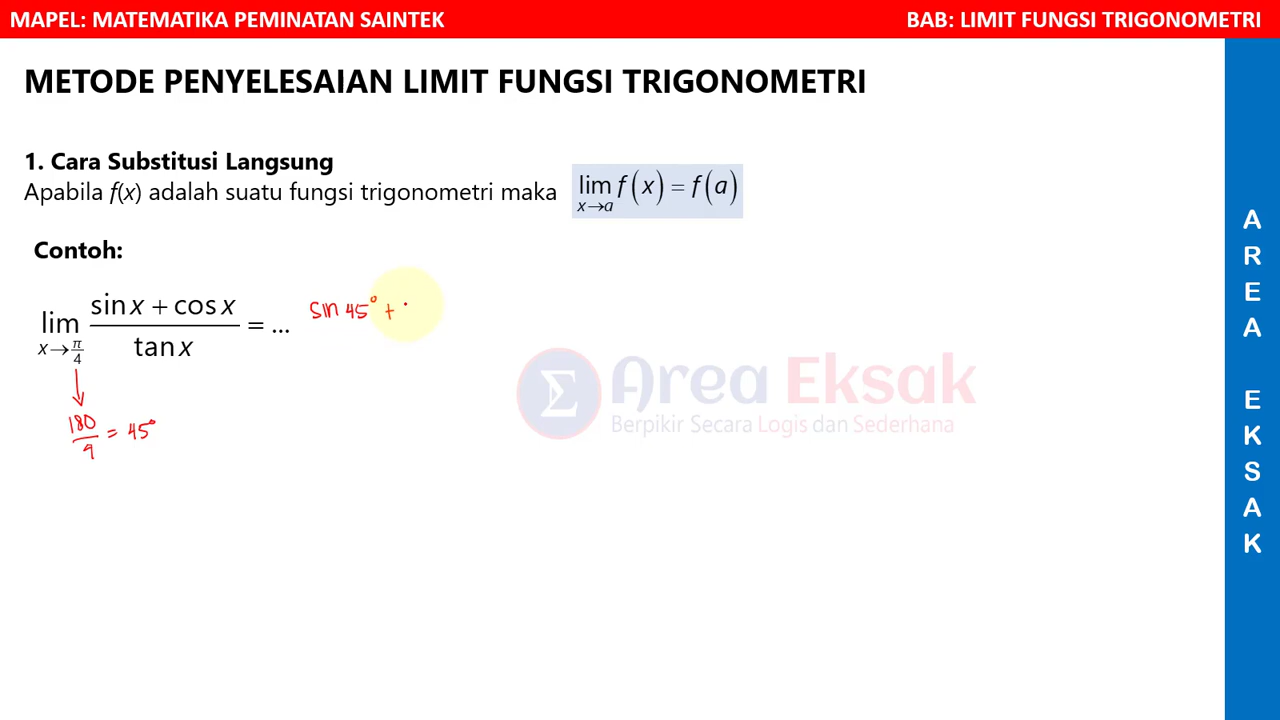 MAPEL: MATEMATIKA PEMINATAN SAINTEK
BAB: LIMIT FUNGSI TRIGONOMETRI
METODE PENYELESAIAN LIMIT FUNGSI TRIGONOMETRI
1. Cara Substitusi Langsung
Apabila f(x) adalah suatu fungsi trigonometri maka lim x→a f(x) = f(a)
Contoh:
lim x→π/4 (sin x + cos x)/(tan x) = ... sin 45° +
180/4 = 45°
Area Eksak
Berpikir Secara Logis dan Sederhana
AREA EKSAK